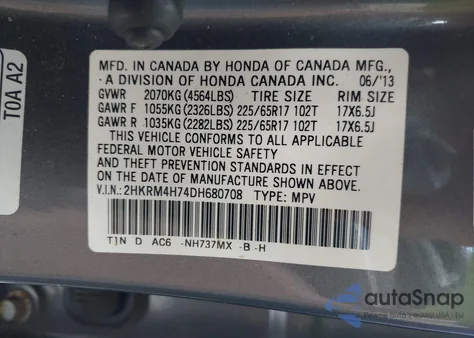 TOA A2
MFD. IN CANADA BY HONDA OF CANADA MFG.,
A DIVISION OF HONDA CANADA INC. 06/'13
GVWR 2070KG (4564LBS) TIRE SIZE RIM SIZE
GAWR F 1055KG (2326LBS) 225/65R17 102T 17X6.5J
GAWR R 1035KG (2282LBS) 225/65R17 102T 17X6.5J
THIS VEHICLE CONFORMS TO ALL APPLICABLE
FEDERAL MOTOR VEHICLE SAFETY
AND THEFT PREVENTION STANDARDS IN EFFECT
ON THE DATE OF MANUFACTURE SHOWN ABOVE.
V.I.N.: 2HKRM4H74DH680708 TYPE: MPV
TIN D AC6 -NH737MX -B -H
autoSnap